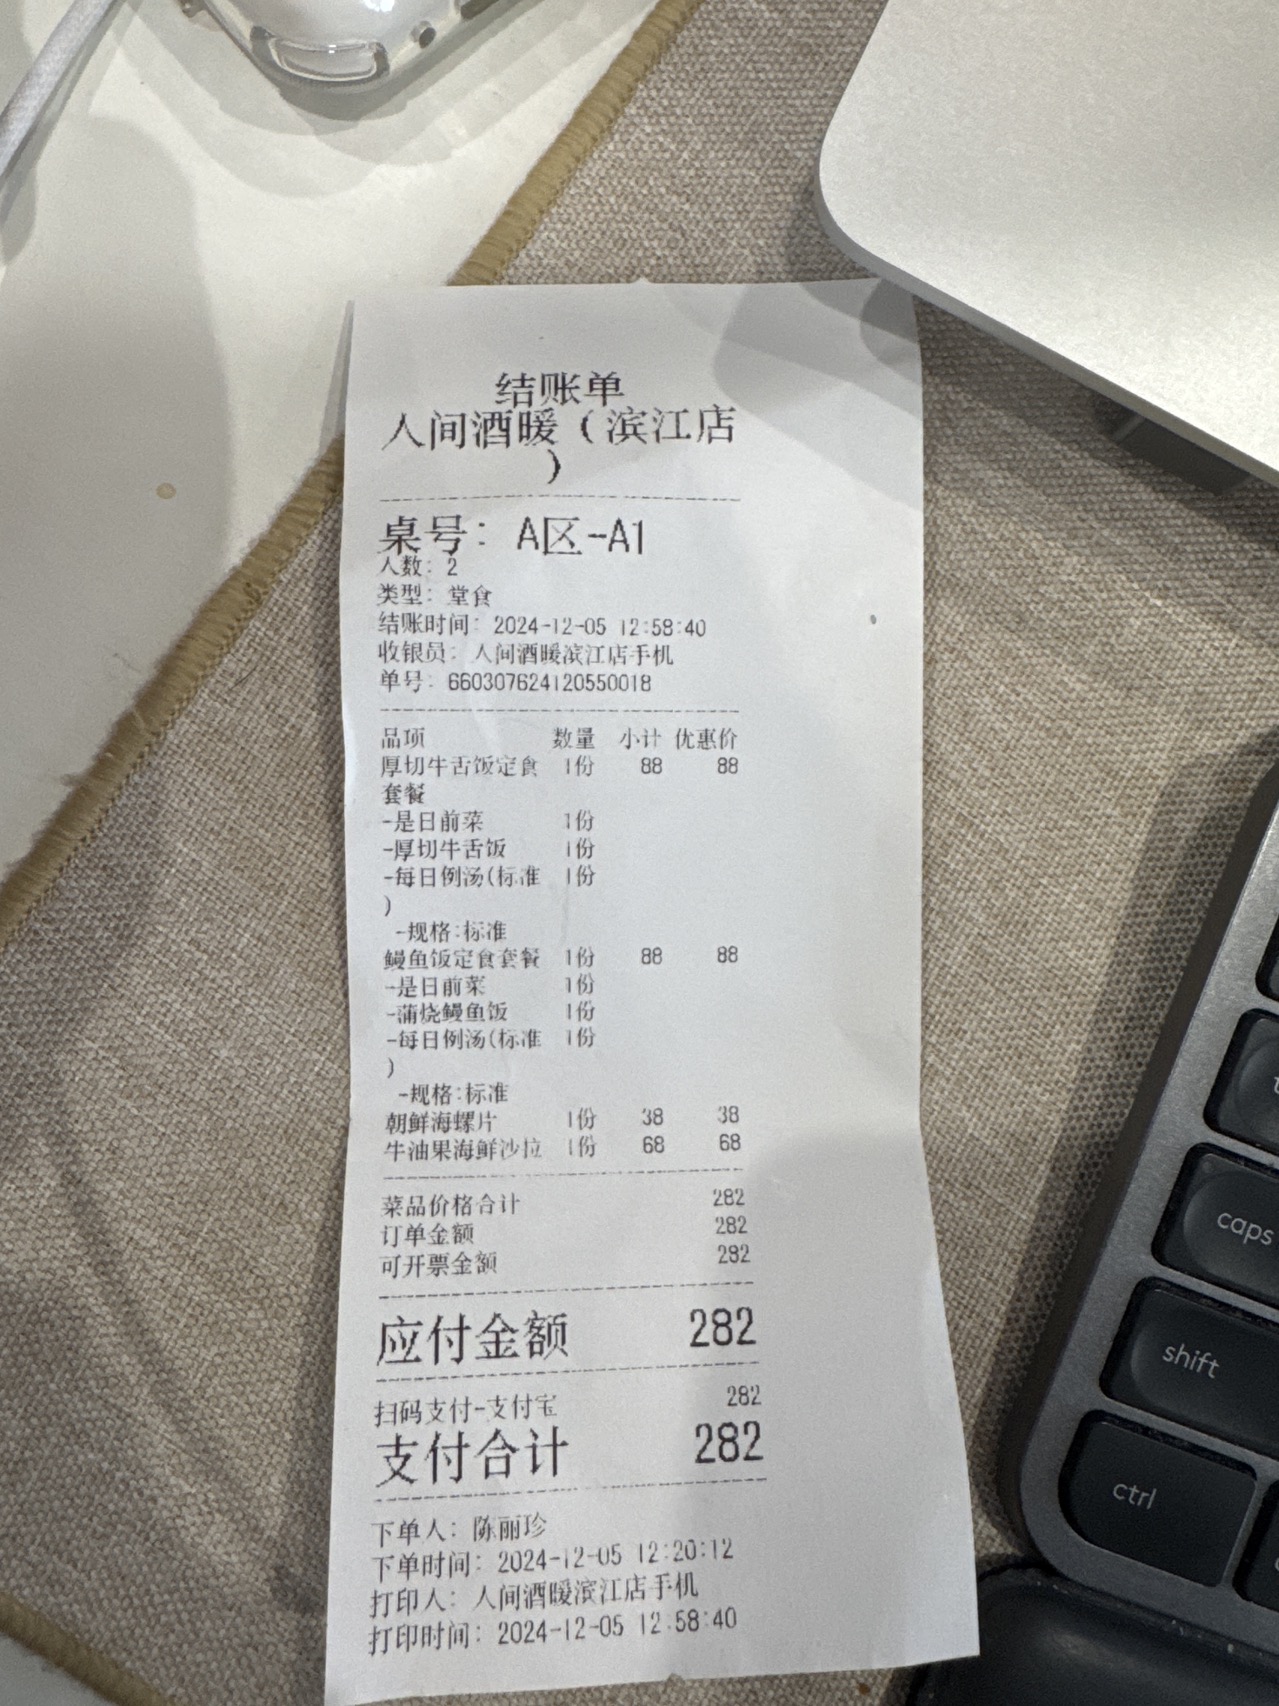 结账单
人间酒暖（滨江店
）
桌号：A区-A1
人数：2
类型：堂食
结账时间：2024-12-05 12:58:40
收银员：人间酒暖滨江店手机
单号：660307624120550018
品项 数量 小计 优惠价
厚切牛舌饭定食 1份 88 88
套餐
-是日前菜 1份
-厚切牛舌饭 1份
-每日例汤(标准 1份
)
-规格:标准
鳗鱼饭定食套餐 1份 88 88
-是日前菜 1份
-蒲烧鳗鱼饭 1份
-每日例汤(标准 1份
)
-规格:标准
朝鲜海螺片 1份 38 38
牛油果海鲜沙拉 1份 68 68
菜品价格合计 282
订单金额 282
可开票金额 282
应付金额 282
扫码支付-支付宝 282
支付合计 282
下单人：陈丽珍
下单时间：2024-12-05 12:20:12
打印人：人间酒暖滨江店手机
打印时间：2024-12-05 12:58:40
caps
shift
ctrl